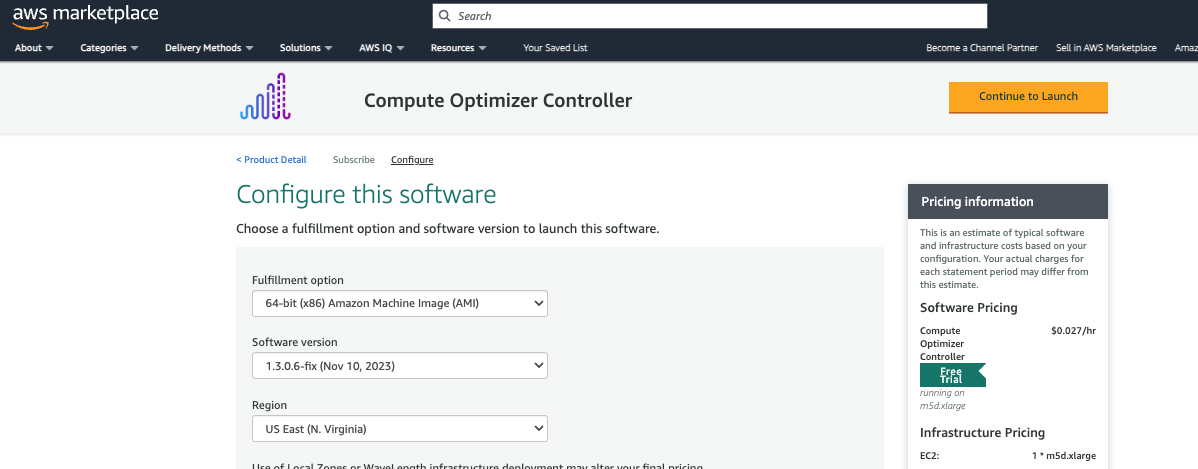 aws marketplace
Search
About Categories Delivery Methods Solutions AWS IQ Resources Your Saved List Become a Channel Partner Sell in AWS Marketplace Amaz
Compute Optimizer Controller
Continue to Launch
< Product Detail Subscribe Configure
Configure this software
Choose a fulfillment option and software version to launch this software.
Fulfillment option
64-bit (x86) Amazon Machine Image (AMI)
Software version
1.3.0.6-fix (Nov 10, 2023)
Region
US East (N. Virginia)
Use of Local Zones or WaveLength infrastructure deployment may alter your final pricing.
Pricing information
This is an estimate of typical software
and infrastructure costs based on your
configuration. Your actual charges for
each statement period may differ from
this estimate.
Software Pricing
Compute $0.027/hr
Optimizer
Controller
Free
Trial
running on
m5d.xlarge
Infrastructure Pricing
EC2: 1 * m5d.xlarge